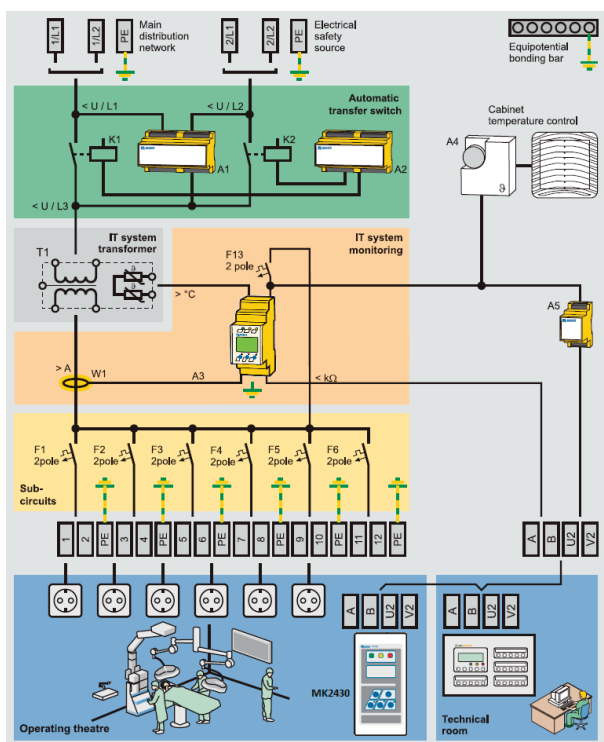 1/L1
1/L2
PE
Main
distribution
network
2/L1
2/L2
PE
Electrical
safety
source
Equipotential
bonding bar
< U / L1
< U / L2
Automatic
transfer switch
K1
A1
K2
A2
< U / L3
Cabinet
temperature control
A4
ϑ
T1
IT system
transformer
ϑ
ϑ
IT system
monitoring
F13
2 pole
> °C
A5
> A
W1
A3
< kΩ
F1
2pole
F2
2pole
F3
2pole
F4
2pole
F5
2pole
F6
2pole
Sub-
circuits
1
2
PE
3
4
PE
5
6
PE
7
8
PE
9
10
PE
11
12
PE
A
B
U2
V2
A
B
U2
V2
A
B
U2
V2
MK2430
Operating theatre
Technical
room